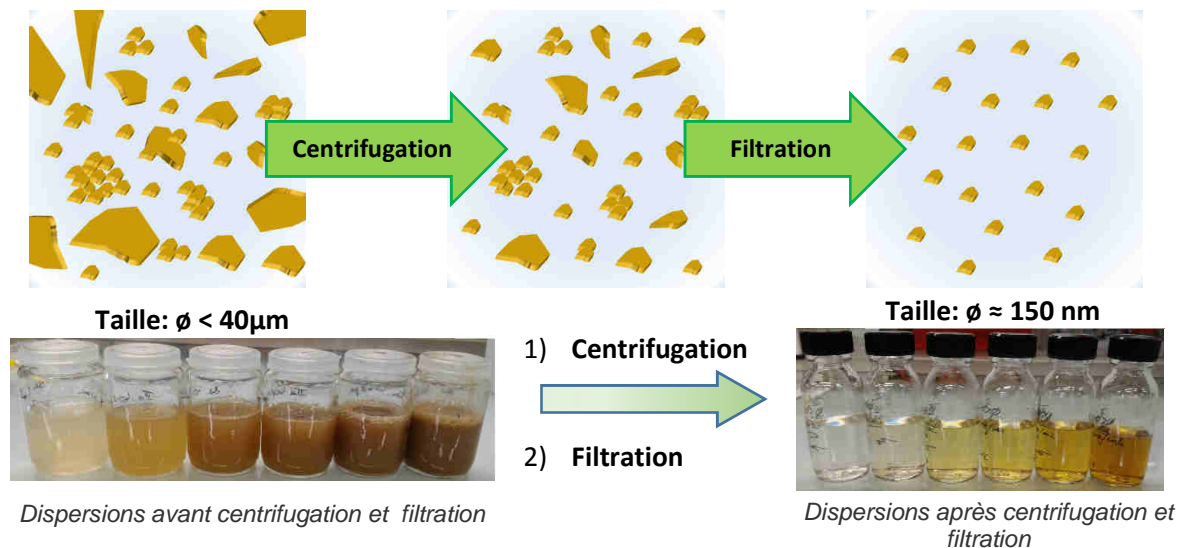 Centrifugation
Filtration
Taille: ø < 40µm
Taille: ø ≈ 150 nm
1) Centrifugation
2) Filtration
Dispersions avant centrifugation et filtration
Dispersions après centrifugation et
filtration